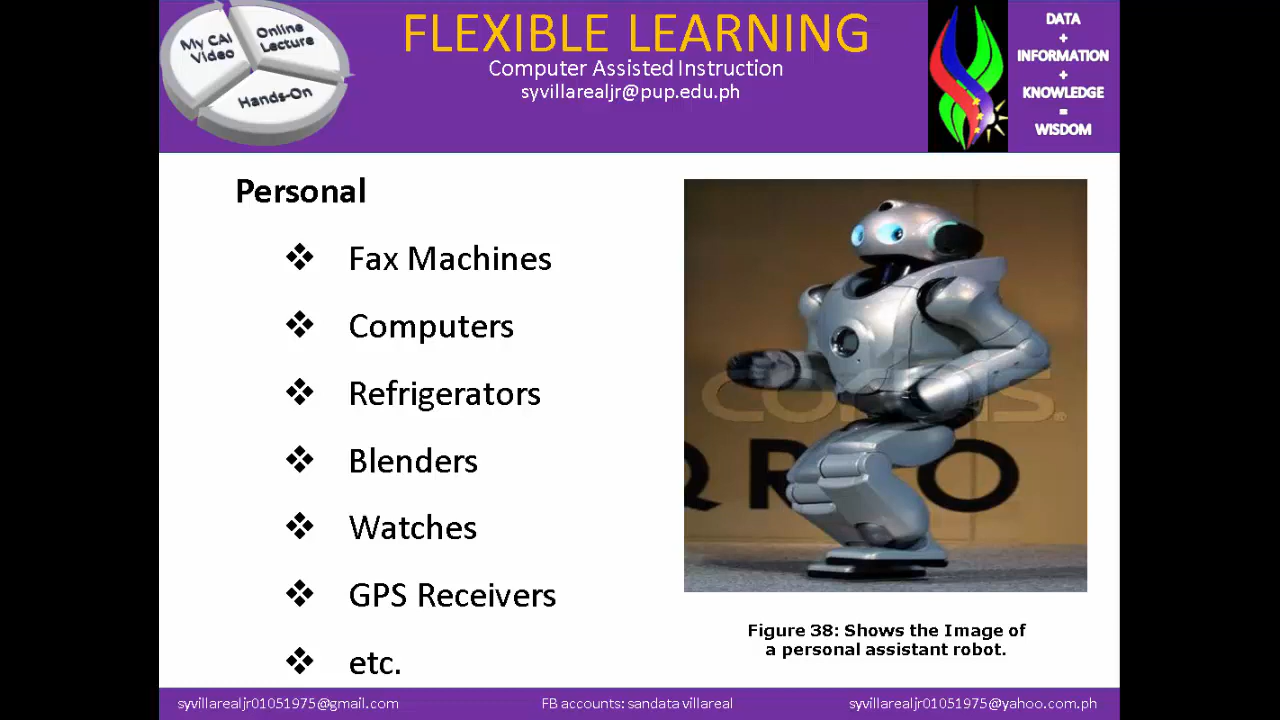 My CAI
Video
Online
Lecture
Hands-On
FLEXIBLE LEARNING
Computer Assisted Instruction
syvillarealjr@pup.edu.ph
DATA
+
INFORMATION
+
KNOWLEDGE
=
WISDOM
Personal
❖ Fax Machines
❖ Computers
❖ Refrigerators
❖ Blenders
❖ Watches
❖ GPS Receivers
❖ etc.
corbis.®
QRIO
Figure 38: Shows the Image of
a personal assistant robot.
syvillarealjr01051975@gmail.com
FB accounts: sandata villareal
syvillarealjr01051975@yahoo.com.ph